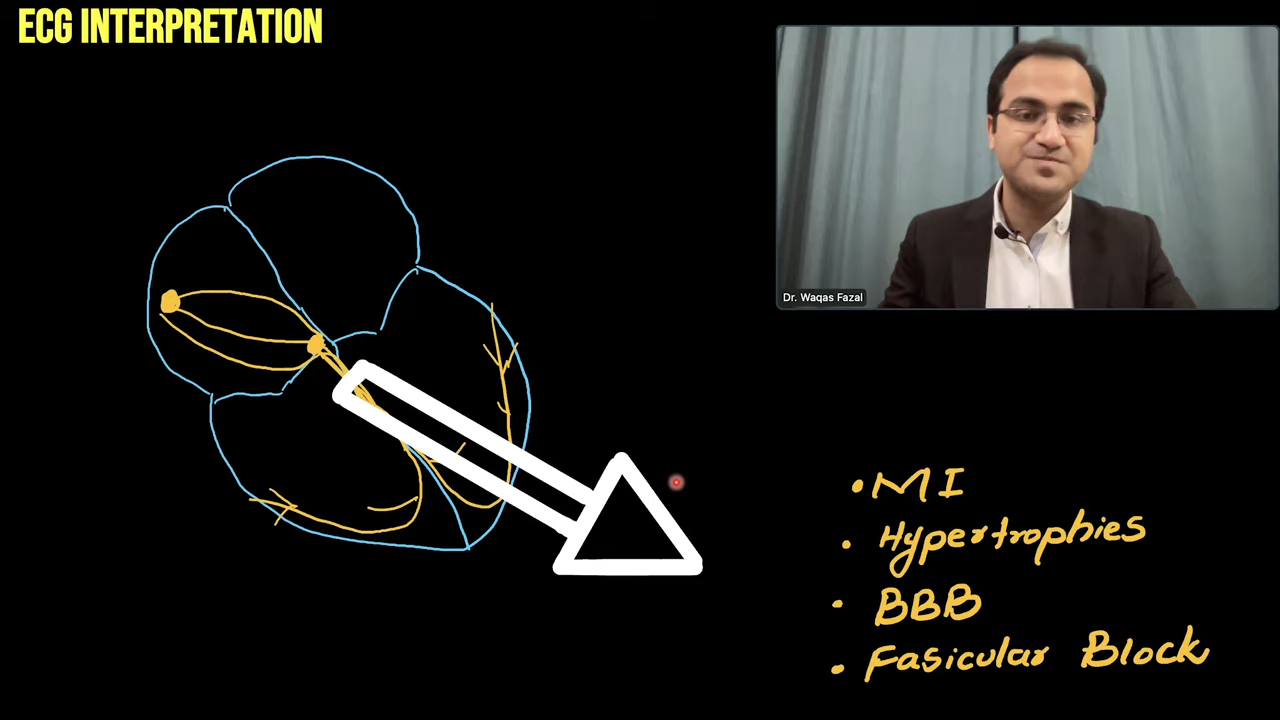 ECG INTERPRETATION
Dr. Waqas Fazal
• MI
• Hypertrophies
• BBB
• Fasicular Block